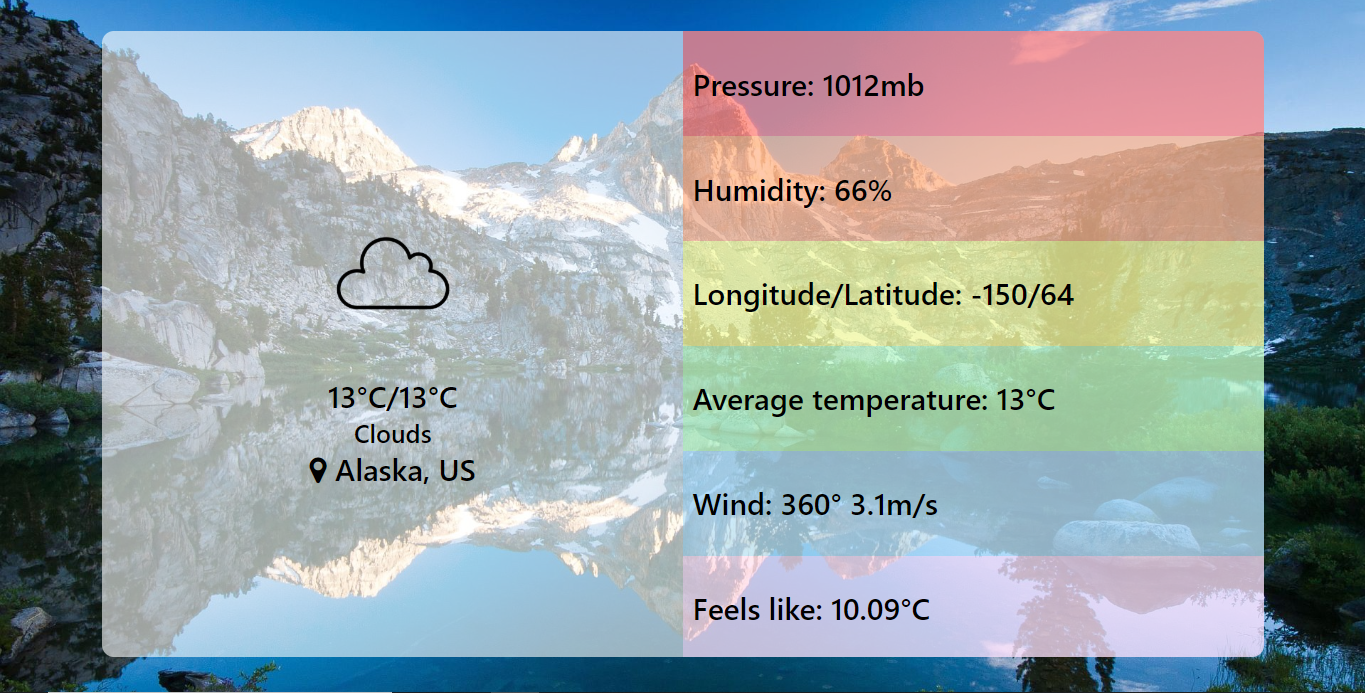 13°C/13°C
Clouds
Alaska, US
Pressure: 1012mb
Humidity: 66%
Longitude/Latitude: -150/64
Average temperature: 13°C
Wind: 360° 3.1m/s
Feels like: 10.09°C